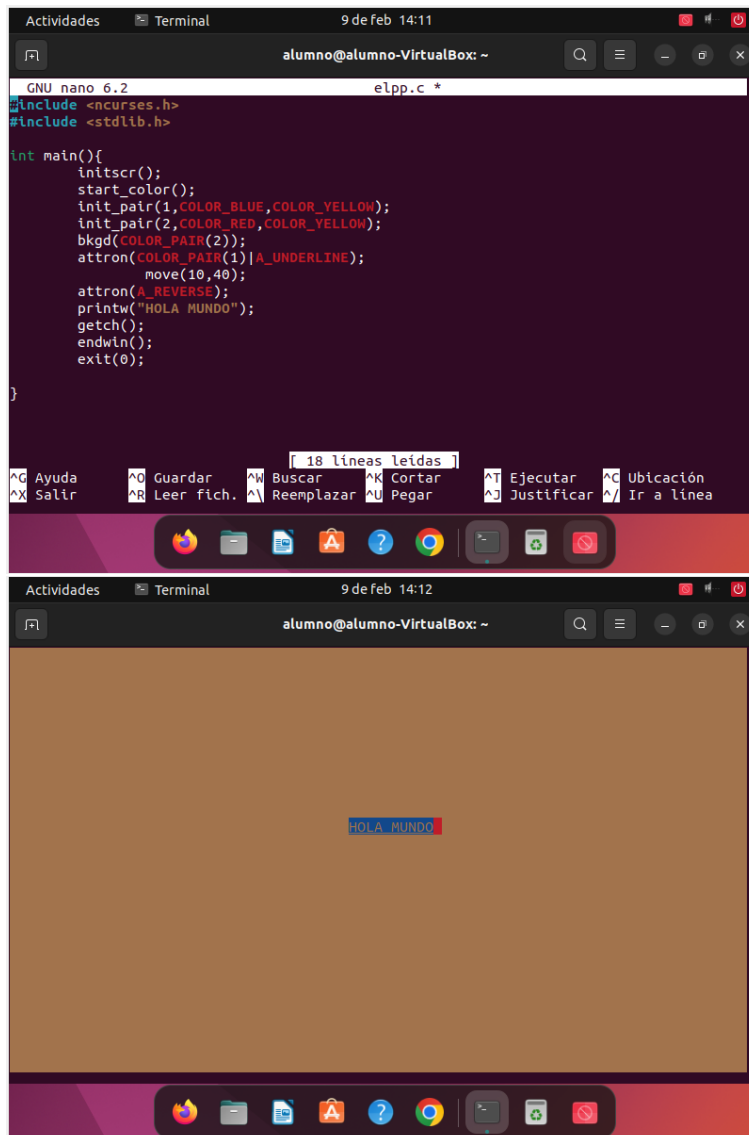 Actividades Terminal 9 de feb 14:11
alumno@alumno-VirtualBox: ~
GNU nano 6.2 elpp.c *
#include <ncurses.h>
#include <stdlib.h>
int main(){
initscr();
start_color();
init_pair(1,COLOR_BLUE,COLOR_YELLOW);
init_pair(2,COLOR_RED,COLOR_YELLOW);
bkgd(COLOR_PAIR(2));
attron(COLOR_PAIR(1)|A_UNDERLINE);
move(10,40);
attron(A_REVERSE);
printw("HOLA MUNDO");
getch();
endwin();
exit(0);
}
[ 18 líneas leídas ]
^G Ayuda ^O Guardar ^W Buscar ^K Cortar ^T Ejecutar ^C Ubicación
^X Salir ^R Leer fich. ^\ Reemplazar ^U Pegar ^J Justificar ^/ Ir a línea
Actividades Terminal 9 de feb 14:12
alumno@alumno-VirtualBox: ~
HOLA MUNDO